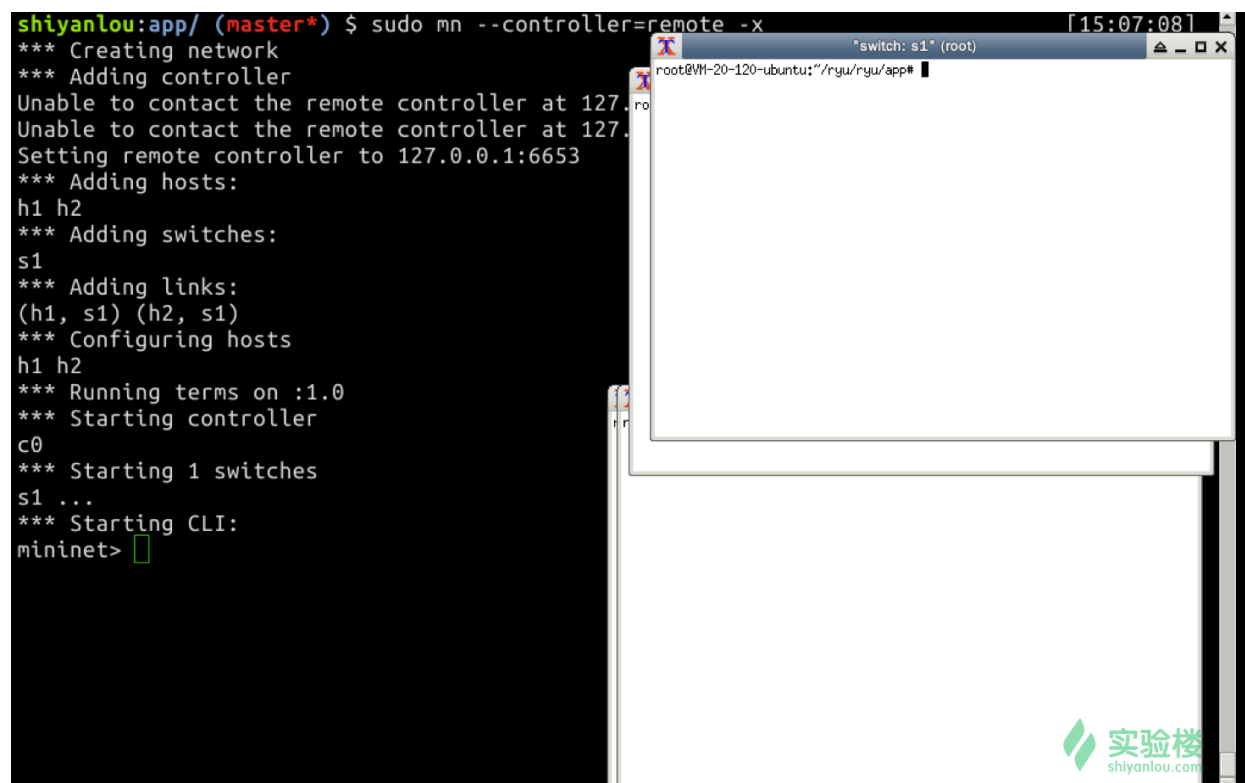 shiyanlou:app/ (master*) $ sudo mn --controller=remote -x [15:07:08]
*** Creating network
*** Adding controller
Unable to contact the remote controller at 127.
Unable to contact the remote controller at 127.
Setting remote controller to 127.0.0.1:6653
*** Adding hosts:
h1 h2
*** Adding switches:
s1
*** Adding links:
(h1, s1) (h2, s1)
*** Configuring hosts
h1 h2
*** Running terms on :1.0
*** Starting controller
c0
*** Starting 1 switches
s1 ...
*** Starting CLI:
mininet>
"switch: s1" (root)
root@VM-20-120-ubuntu:~/ryu/ryu/app#
ro
r
r
实验楼
shiyanlou.com